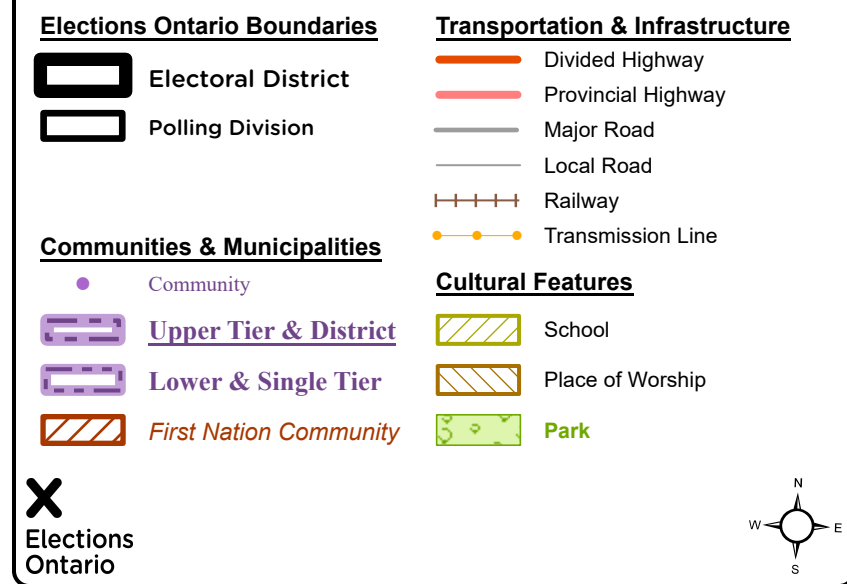 Elections Ontario Boundaries
Electoral District
Polling Division
Communities & Municipalities
Community
Upper Tier & District
Lower & Single Tier
First Nation Community
Transportation & Infrastructure
Divided Highway
Provincial Highway
Major Road
Local Road
Railway
Transmission Line
Cultural Features
School
Place of Worship
Park
Elections
Ontario
N
W
E
S